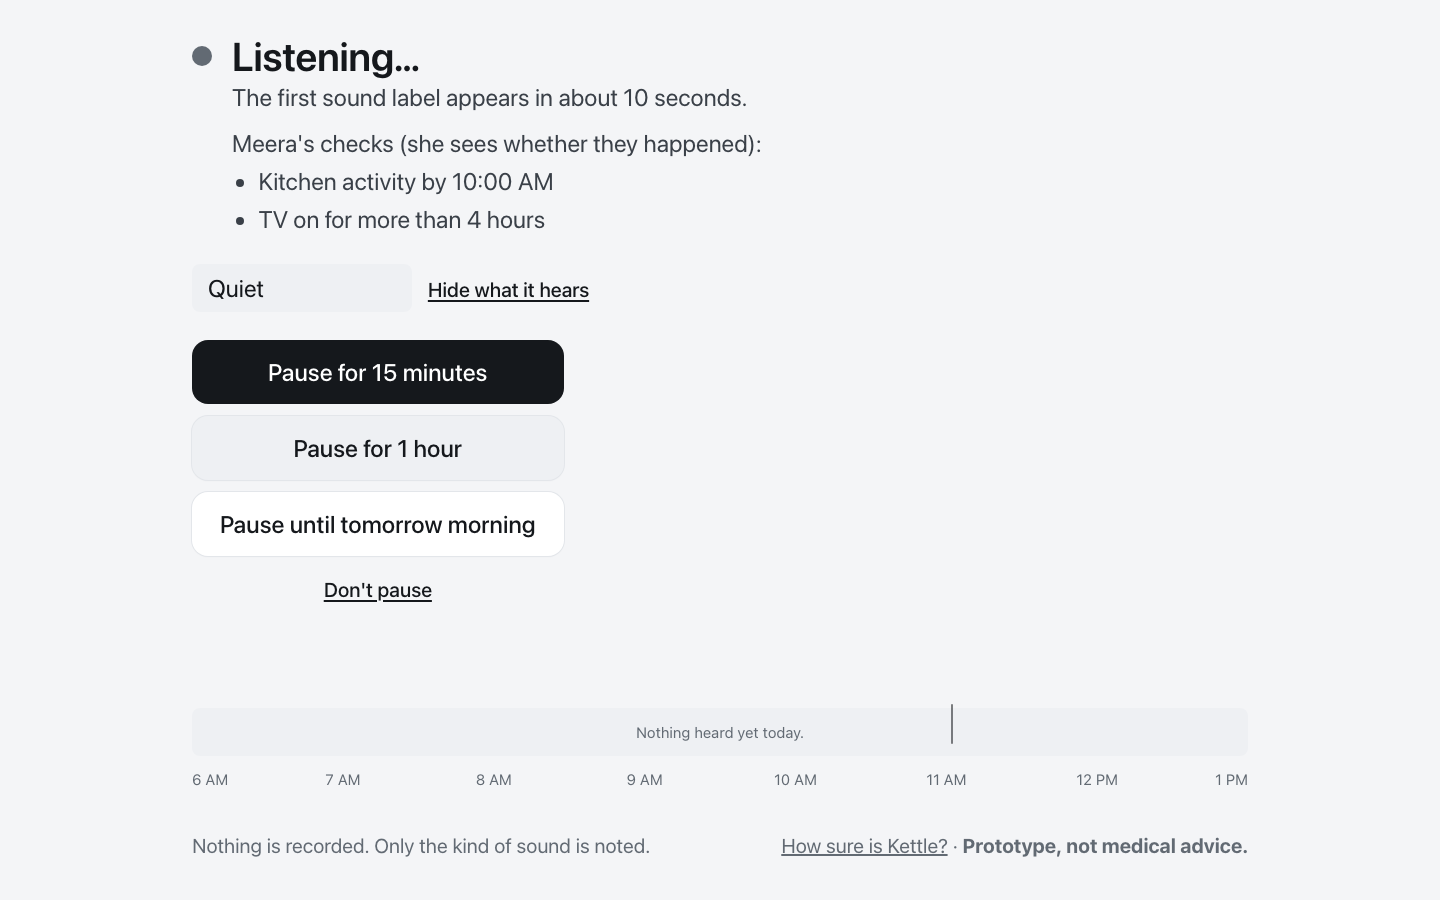 Listening...
The first sound label appears in about 10 seconds.
Meera's checks (she sees whether they happened):
• Kitchen activity by 10:00 AM
• TV on for more than 4 hours
Quiet
Hide what it hears
Pause for 15 minutes
Pause for 1 hour
Pause until tomorrow morning
Don't pause
Nothing heard yet today.
6 AM 7 AM 8 AM 9 AM 10 AM 11 AM 12 PM 1 PM
Nothing is recorded. Only the kind of sound is noted.
How sure is Kettle? · Prototype, not medical advice.